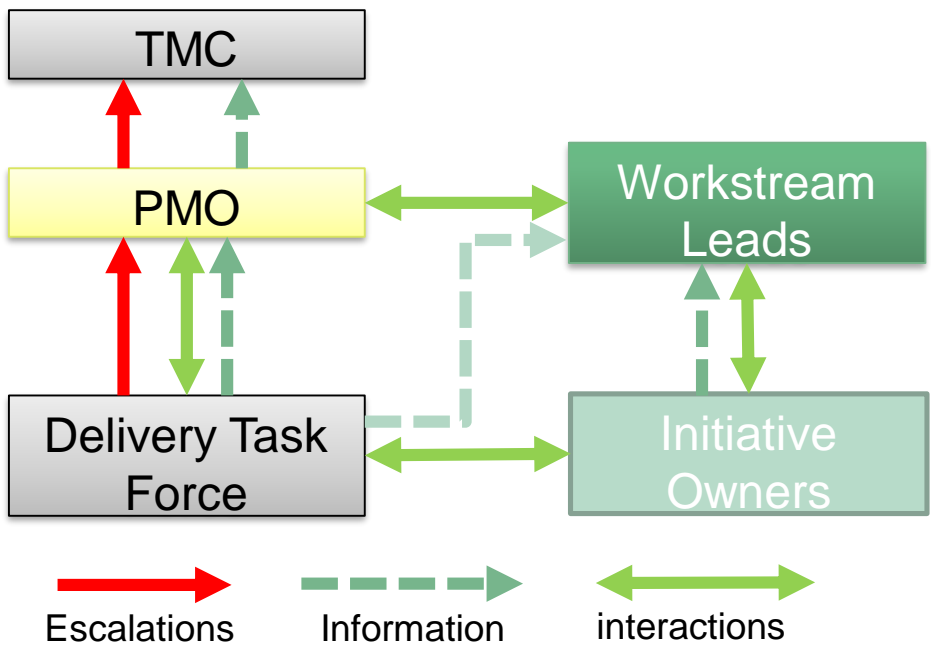 TMC
PMO
Workstream
Leads
Delivery Task
Force
Initiative
Owners
Escalations
Information
interactions